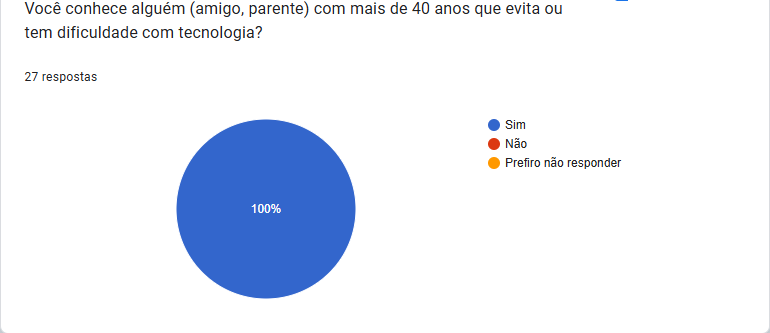 Você conhece alguém (amigo, parente) com mais de 40 anos que evita ou
tem dificuldade com tecnologia?
27 respostas
100%
Sim
Não
Prefiro não responder